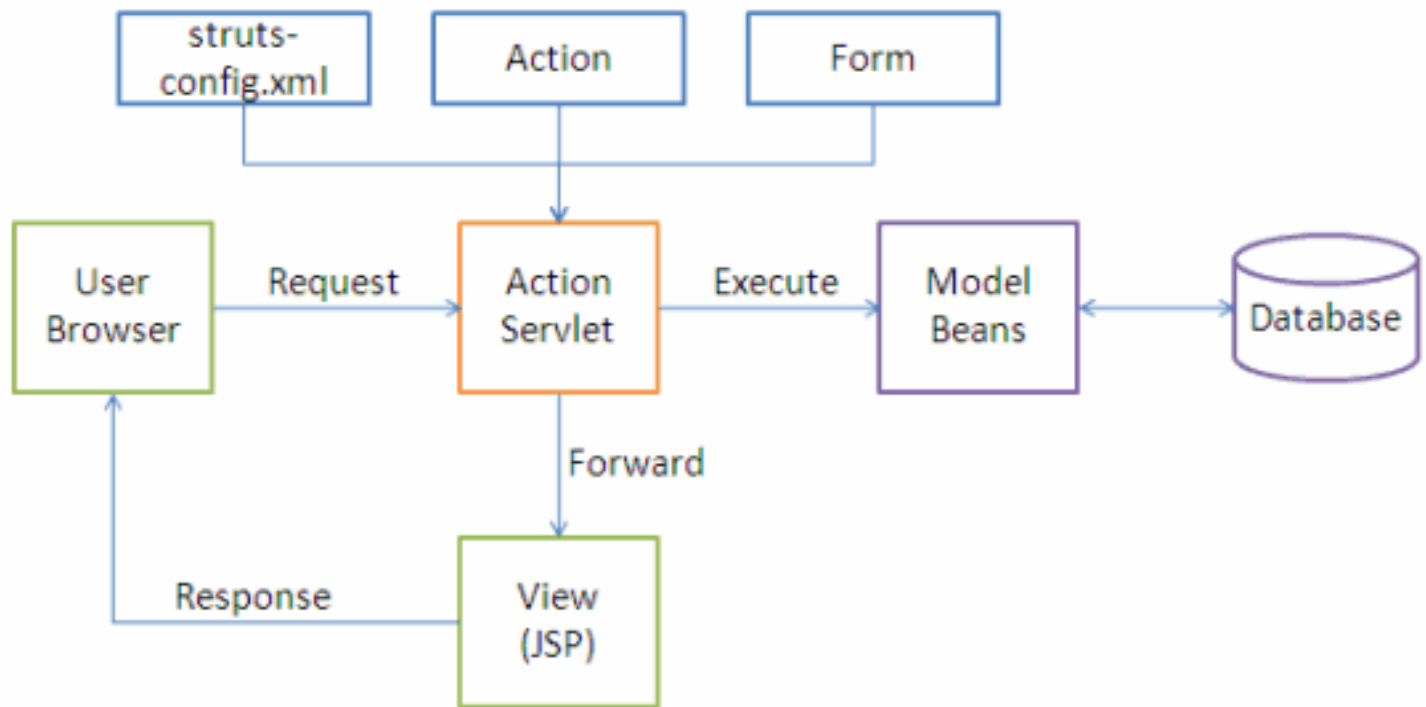 struts-
config.xml
Action
Form
User
Browser
Request
Action
Servlet
Execute
Model
Beans
Database
Forward
Response
View
(JSP)